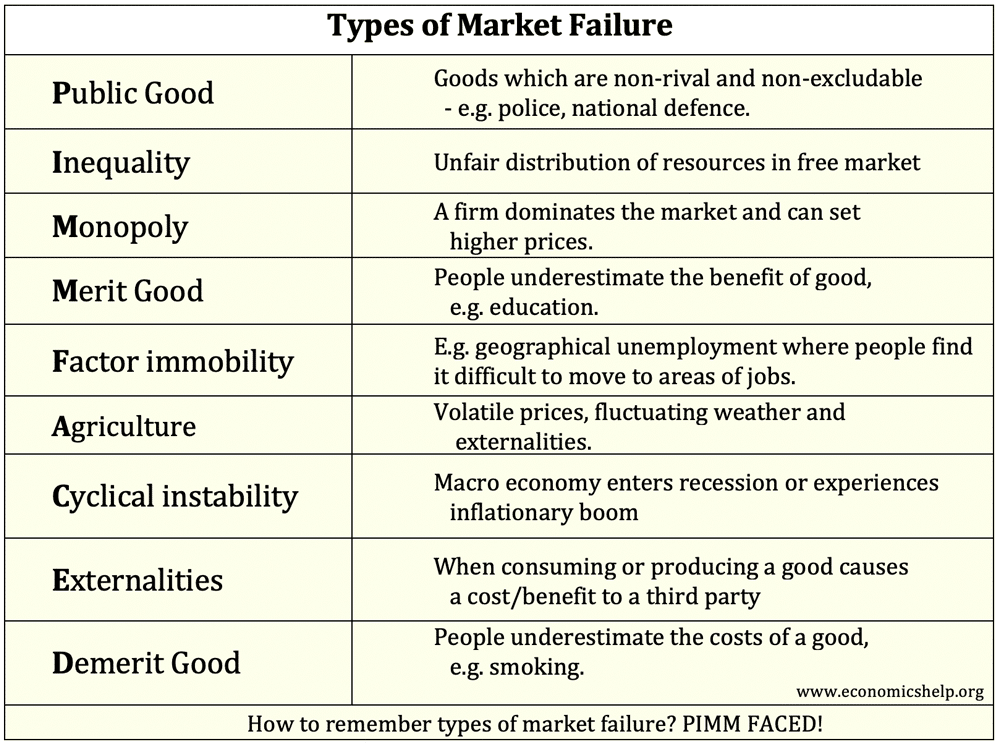 Types of Market Failure
Public Good
Goods which are non-rival and non-excludable
- e.g. police, national defence.
Inequality
Unfair distribution of resources in free market
Monopoly
A firm dominates the market and can set
higher prices.
Merit Good
People underestimate the benefit of good,
e.g. education.
Factor immobility
E.g. geographical unemployment where people find
it difficult to move to areas of jobs.
Agriculture
Volatile prices, fluctuating weather and
externalities.
Cyclical instability
Macro economy enters recession or experiences
inflationary boom
Externalities
When consuming or producing a good causes
a cost/benefit to a third party
Demerit Good
People underestimate the costs of a good,
e.g. smoking.
www.economicshelp.org
How to remember types of market failure? PIMM FACED!